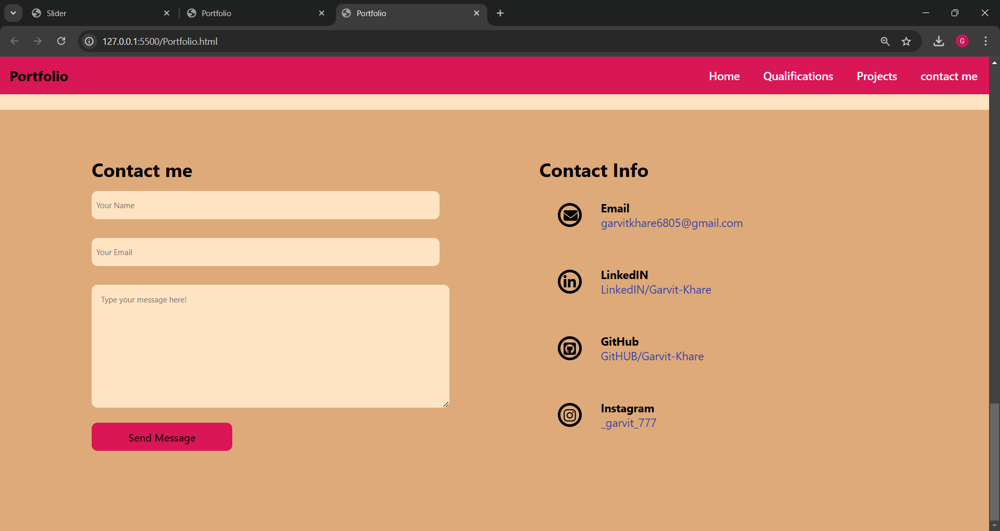 Slider
Portfolio
Portfolio
127.0.0.1:5500/Portfolio.html
G
Portfolio
Home
Qualifications
Projects
contact me
Contact me
Your Name
Your Email
Type your message here!
Send Message
Contact Info
Email
garvitkhare6805@gmail.com
in
LinkedIN
LinkedIN/Garvit-Khare
GitHub
GitHUB/Garvit-Khare
Instagram
_garvit_777